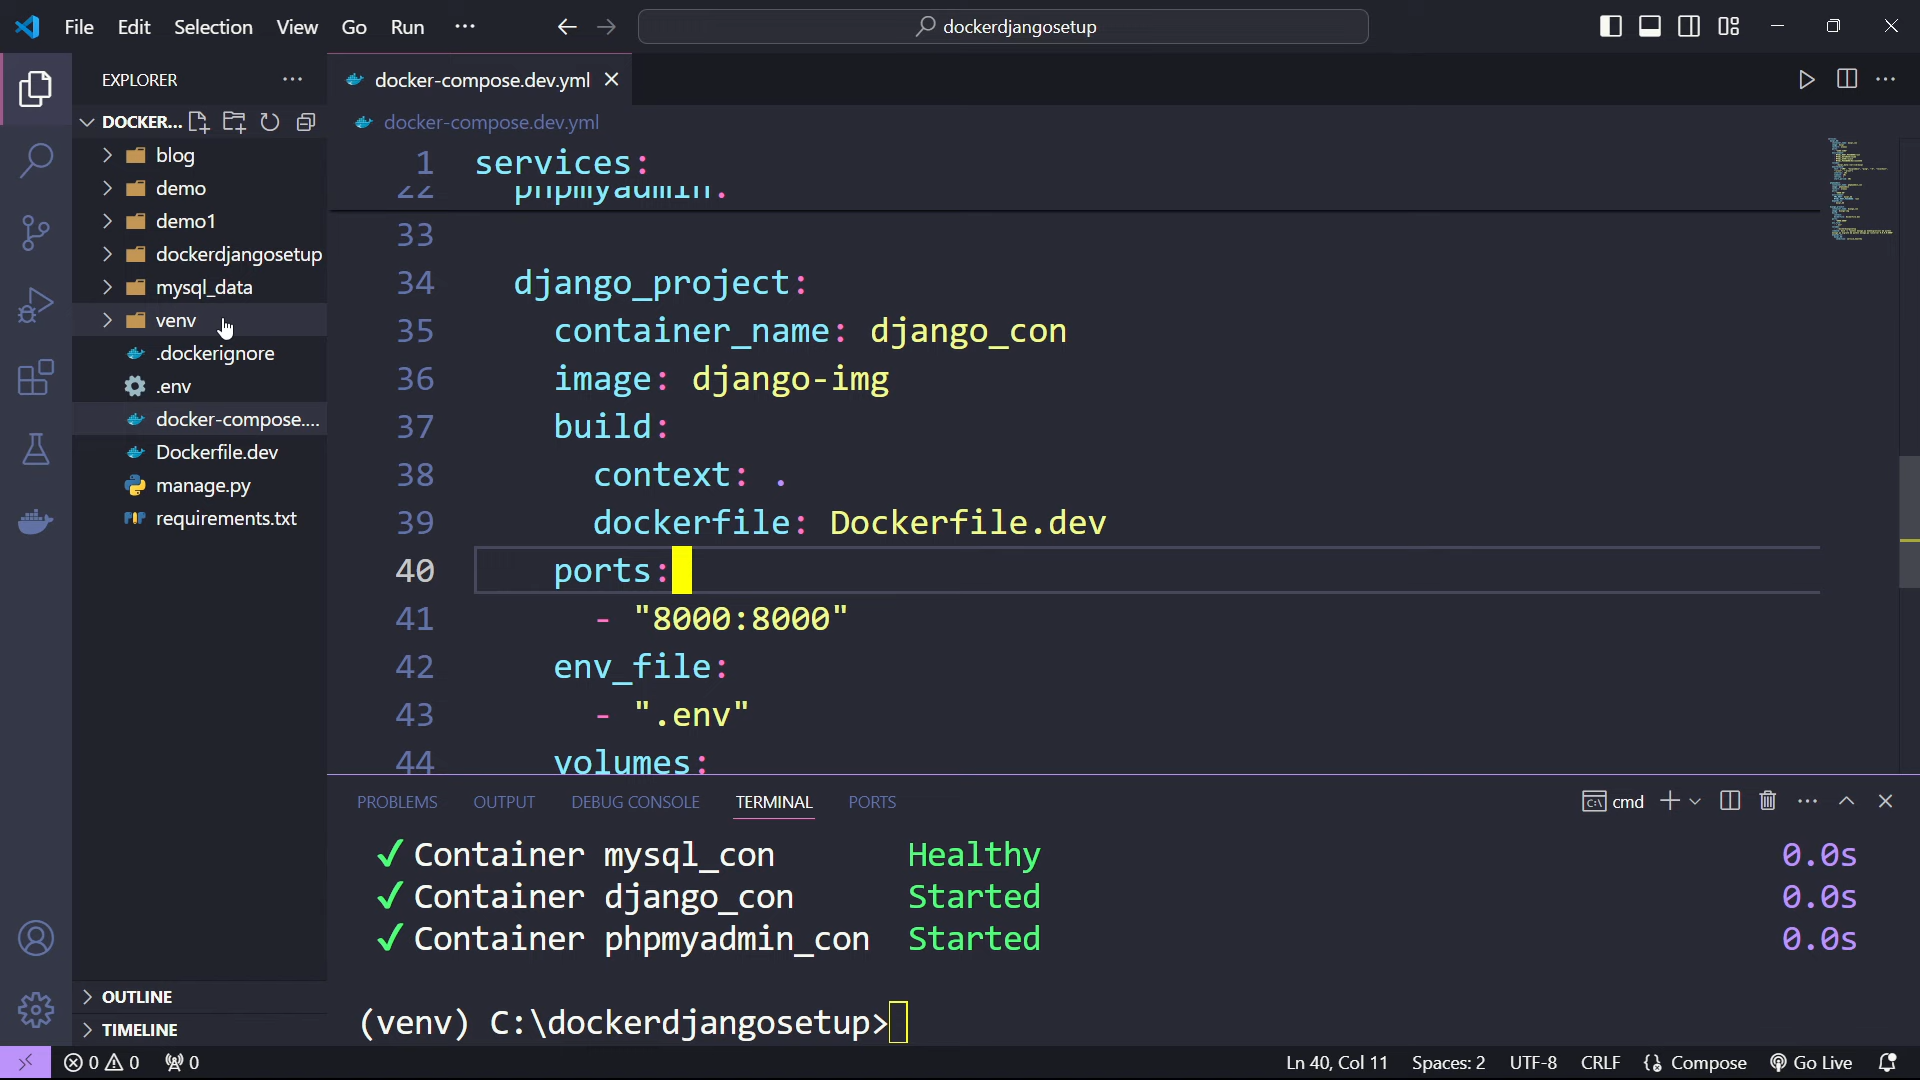 File Edit Selection View Go Run ···
dockerdjangosetup
EXPLORER
docker-compose.dev.yml
DOCKER...
docker-compose.dev.yml
blog
demo
demo1
dockerdjangosetup
mysql_data
venv
.dockerignore
.env
docker-compose....
Dockerfile.dev
manage.py
requirements.txt
OUTLINE
TIMELINE
1 services:
22 phpmyadmin:
33
34 django_project:
35 container_name: django_con
36 image: django-img
37 build:
38 context: .
39 dockerfile: Dockerfile.dev
40 ports:
41 - "8000:8000"
42 env_file:
43 - ".env"
44 volumes:
PROBLEMS OUTPUT DEBUG CONSOLE TERMINAL PORTS
cmd
✓ Container mysql_con Healthy 0.0s
✓ Container django_con Started 0.0s
✓ Container phpmyadmin_con Started 0.0s
(venv) C:\dockerdjangosetup>
0 0 0
Ln 40, Col 11 Spaces: 2 UTF-8 CRLF {} Compose Go Live